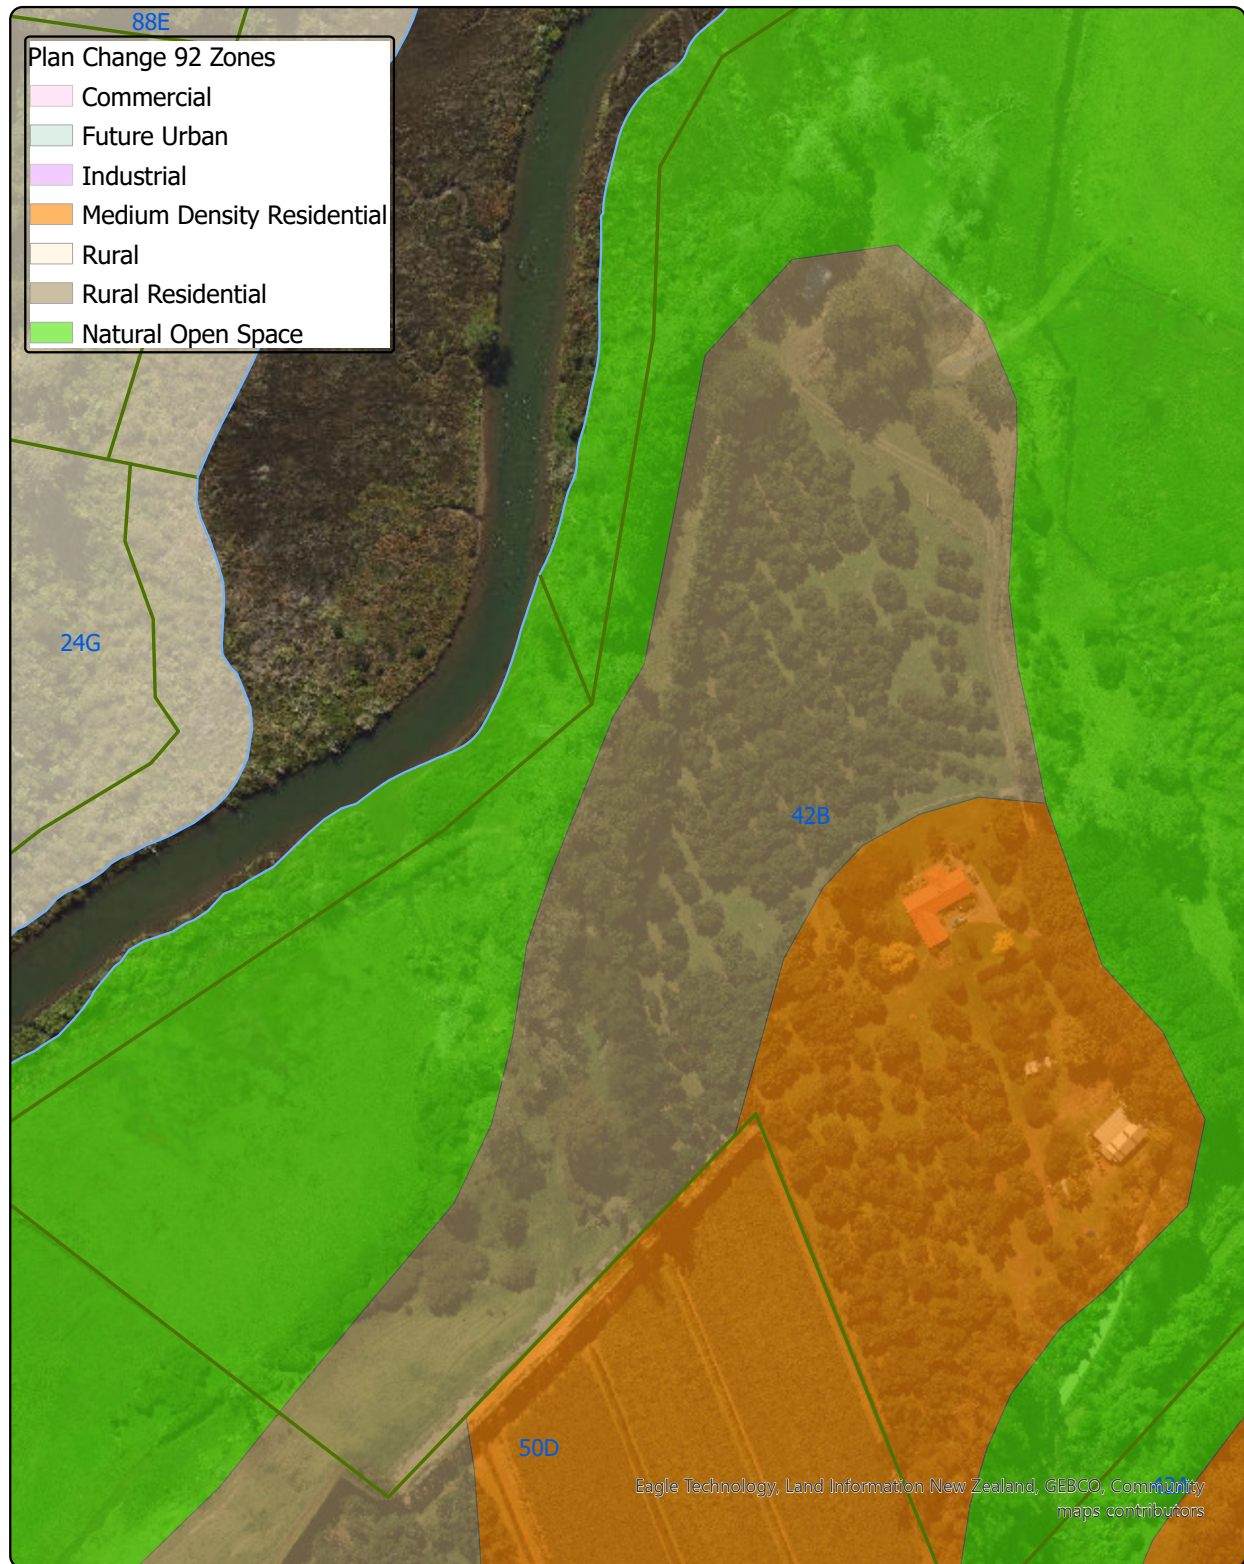 88E
Plan Change 92 Zones
Commercial
Future Urban
Industrial
Medium Density Residential
Rural
Rural Residential
Natural Open Space
24G
42B
50D
Eagle Technology, Land Information New Zealand, GEBCO, Community
maps contributors
42A